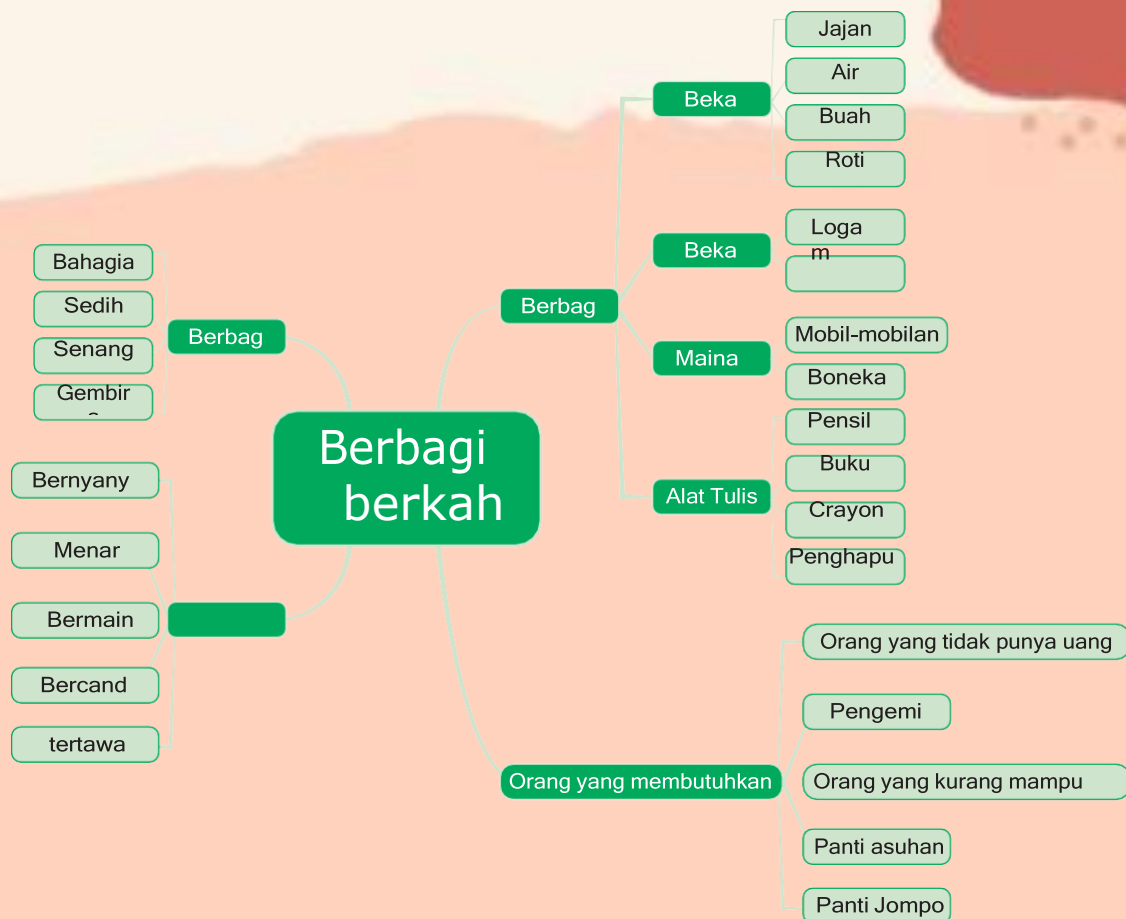 Berbagi
berkah
Berbag
Beka
Jajan
Air
Buah
Roti
Beka
Loga
m
Maina
Mobil-mobilan
Boneka
Alat Tulis
Pensil
Buku
Crayon
Penghapu
Orang yang membutuhkan
Orang yang tidak punya uang
Pengemi
Orang yang kurang mampu
Panti asuhan
Panti Jompo
Berbag
Bahagia
Sedih
Senang
Gembir
Bernyany
Menar
Bermain
Bercand
tertawa